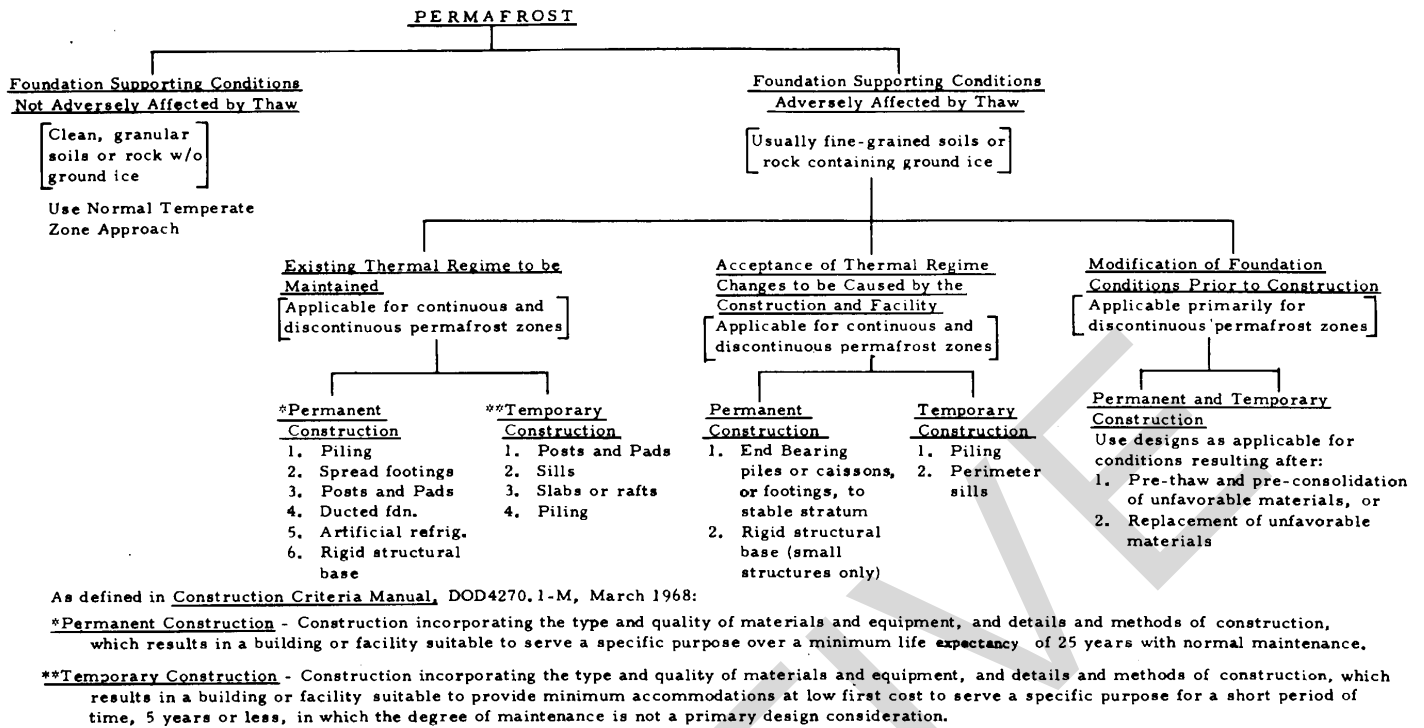 PERMAFROST
Foundation Supporting Conditions
Not Adversely Affected by Thaw
Clean, granular
soils or rock w/o
ground ice
Use Normal Temperate
Zone Approach
Foundation Supporting Conditions
Adversely Affected by Thaw
Usually fine-grained soils or
rock containing ground ice
Existing Thermal Regime to be
Maintained
Applicable for continuous and
discontinuous permafrost zones
*Permanent
Construction
1. Piling
2. Spread footings
3. Posts and Pads
4. Ducted fdn.
5. Artificial refrig.
6. Rigid structural
base
**Temporary
Construction
1. Posts and Pads
2. Sills
3. Slabs or rafts
4. Piling
Acceptance of Thermal Regime
Changes to be Caused by the
Construction and Facility
Applicable for continuous and
discontinuous permafrost zones
Permanent
Construction
1. End Bearing
piles or caissons,
or footings, to
stable stratum
2. Rigid structural
base (small
structures only)
Temporary
Construction
1. Piling
2. Perimeter
sills
Modification of Foundation
Conditions Prior to Construction
Applicable primarily for
discontinuous permafrost zones
Permanent and Temporary
Construction
Use designs as applicable for
conditions resulting after:
1. Pre-thaw and pre-consolidation
of unfavorable materials, or
2. Replacement of unfavorable
materials
As defined in Construction Criteria Manual, DOD4270.1-M, March 1968:
*Permanent Construction - Construction incorporating the type and quality of materials and equipment, and details and methods of construction,
which results in a building or facility suitable to serve a specific purpose over a minimum life expectancy of 25 years with normal maintenance.
**Temporary Construction - Construction incorporating the type and quality of materials and equipment, and details and methods of construction, which
results in a building or facility suitable to provide minimum accommodations at low first cost to serve a specific purpose for a short period of
time, 5 years or less, in which the degree of maintenance is not a primary design consideration.